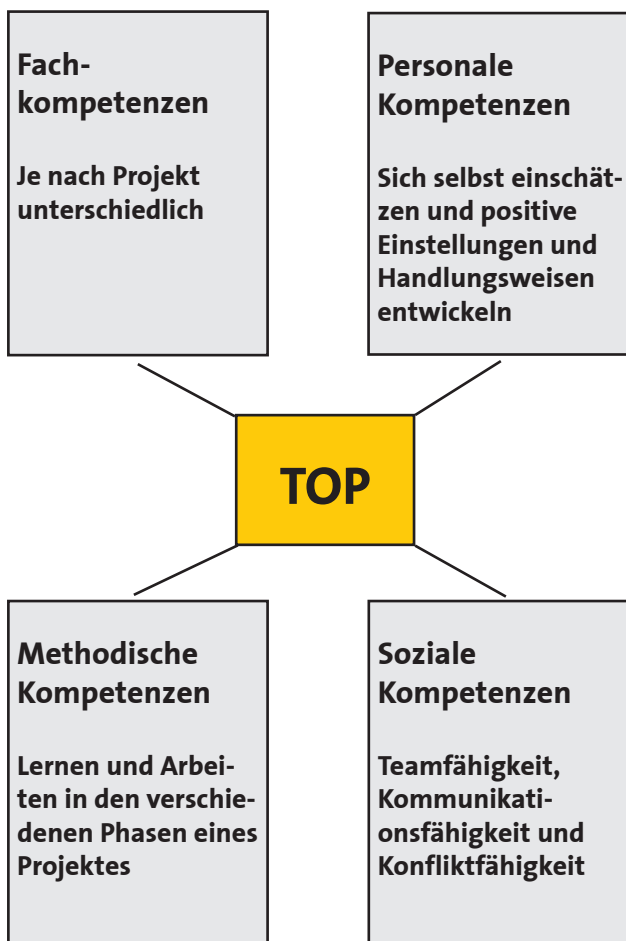 Fach-
kompetenzen
Je nach Projekt
unterschiedlich
Personale
Kompetenzen
Sich selbst einschät-
zen und positive
Einstellungen und
Handlungsweisen
entwickeln
TOP
Methodische
Kompetenzen
Lernen und Arbei-
ten in den verschie-
denen Phasen eines
Projektes
Soziale
Kompetenzen
Teamfähigkeit,
Kommunikati-
onsfähigkeit und
Konfliktfähigkeit